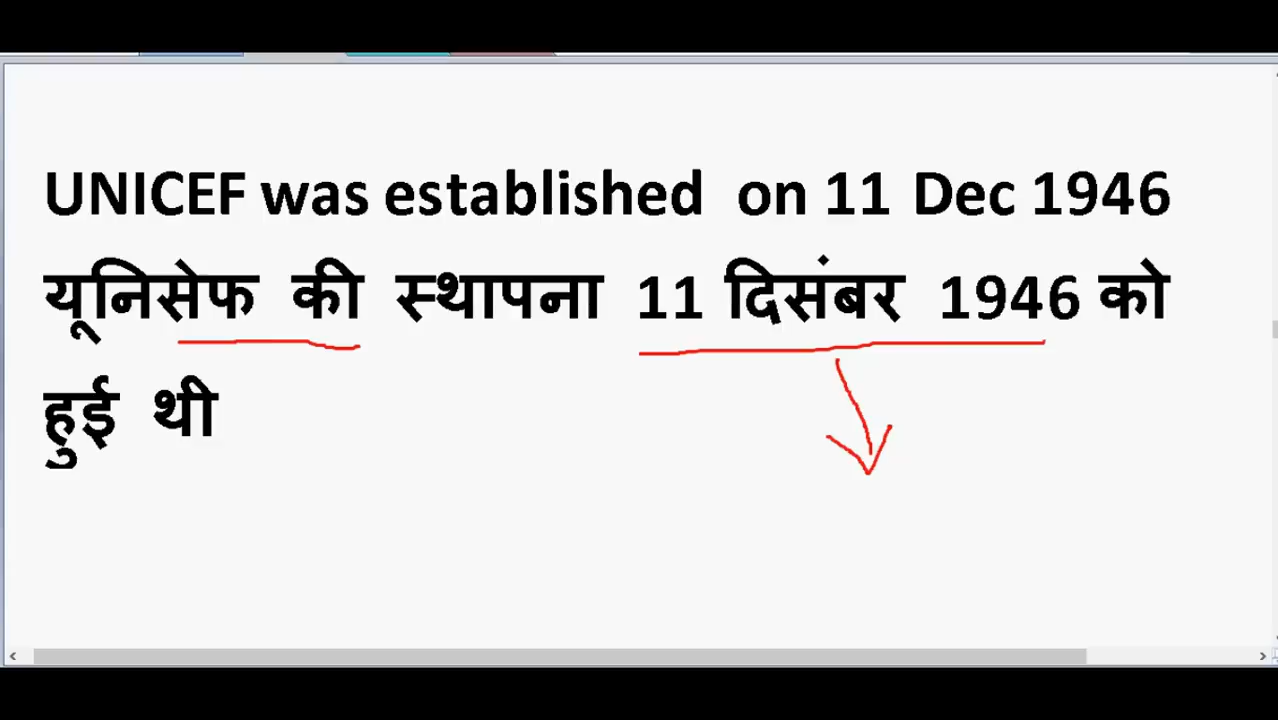 UNICEF was established on 11 Dec 1946
यूनिसेफ की स्थापना 11 दिसंबर 1946 को
हुई थी